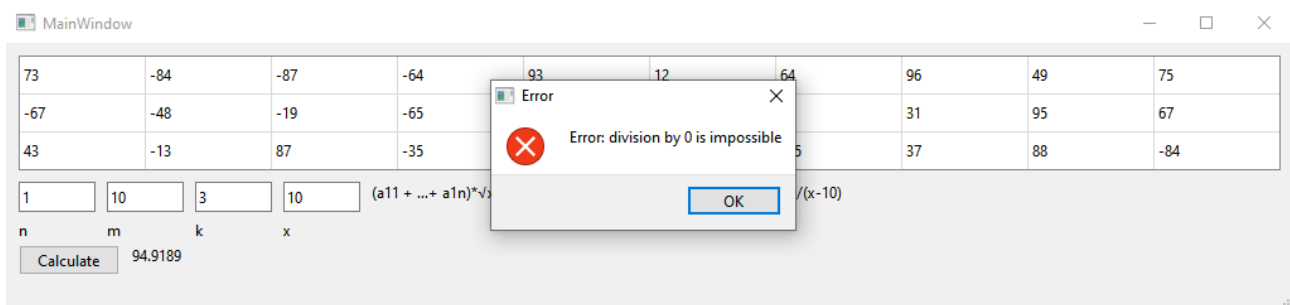 MainWindow
73 -84 -87 -64 93 12 64 96 49 75
Error
-67 -48 -19 -65 31 95 67
Error: division by 0 is impossible
43 -13 87 -35 37 88 -84
1 10 3 10 (a11 + ...+ a1n)*√ /(x-10)
OK
n m k x
Calculate 94.9189